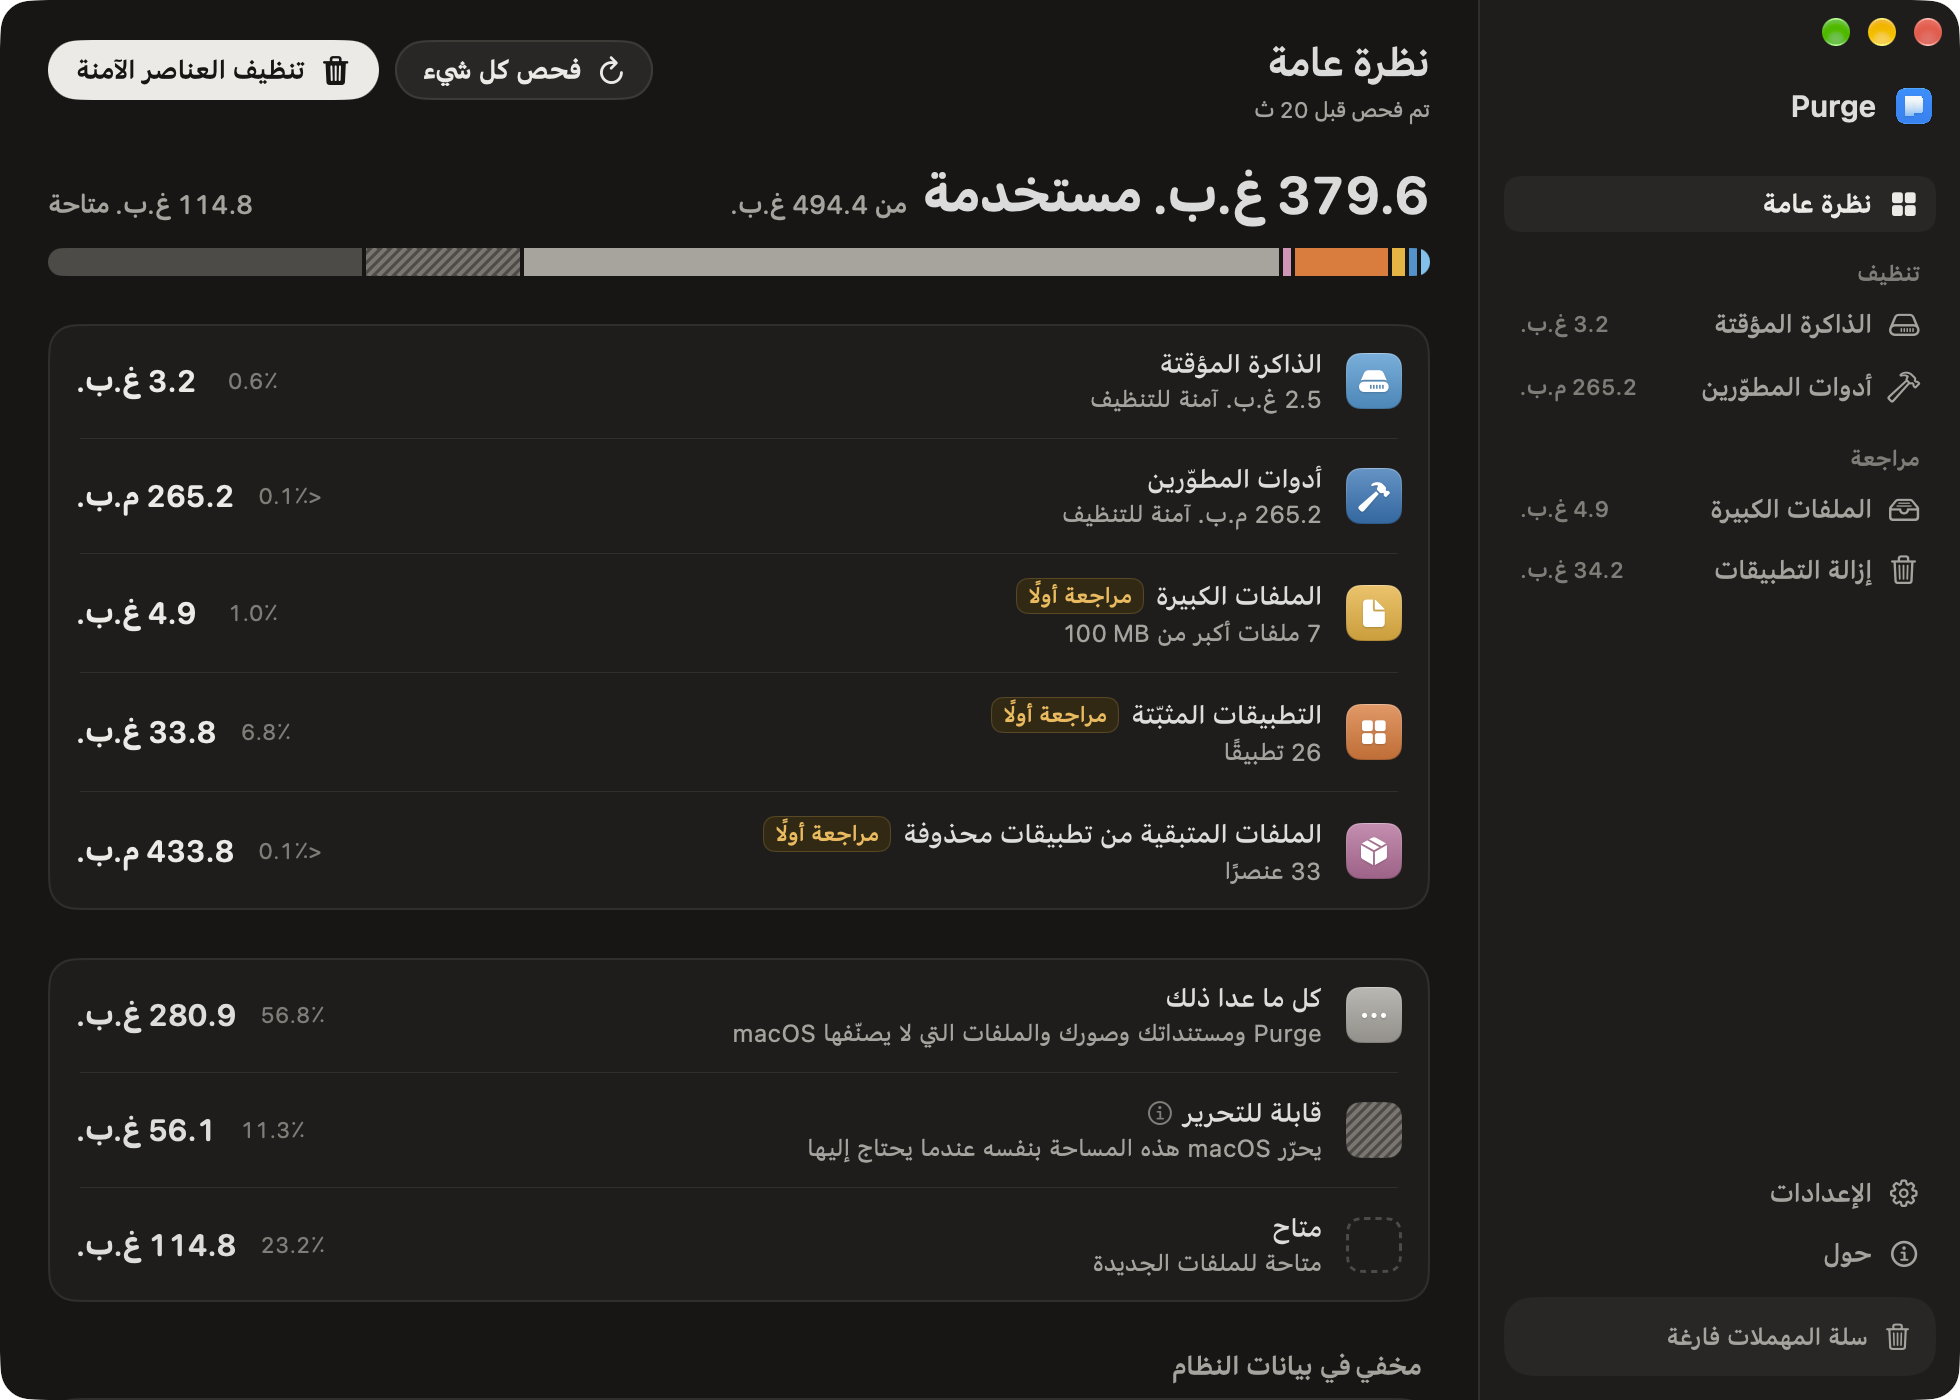 Purge
نظرة عامة
تنظيف
الذاكرة المؤقتة 3.2 غ.ب.
أدوات المطوّرين 265.2 م.ب.
مراجعة
الملفات الكبيرة 4.9 غ.ب.
إزالة التطبيقات 34.2 غ.ب.
الإعدادات
حول
سلة المهملات فارغة
نظرة عامة
تم فحص قبل 20 ث
فحص كل شيء
تنظيف العناصر الآمنة
379.6 غ.ب. مستخدمة من 494.4 غ.ب.
114.8 غ.ب. متاحة
الذاكرة المؤقتة
2.5 غ.ب. آمنة للتنظيف
0.6٪ 3.2 غ.ب.
أدوات المطوّرين
265.2 م.ب. آمنة للتنظيف
<0.1٪ 265.2 م.ب.
الملفات الكبيرة مراجعة أولًا
7 ملفات أكبر من 100 MB
1.0٪ 4.9 غ.ب.
التطبيقات المثبّتة مراجعة أولًا
26 تطبيقًا
6.8٪ 33.8 غ.ب.
الملفات المتبقية من تطبيقات محذوفة مراجعة أولًا
33 عنصرًا
<0.1٪ 433.8 م.ب.
كل ما عدا ذلك
macOS ومستنداتك وصورك والملفات التي لا يصنّفها Purge
56.8٪ 280.9 غ.ب.
قابلة للتحرير
يحرّر macOS هذه المساحة بنفسه عندما يحتاج إليها
11.3٪ 56.1 غ.ب.
متاح
متاحة للملفات الجديدة
23.2٪ 114.8 غ.ب.
مخفي في بيانات النظام